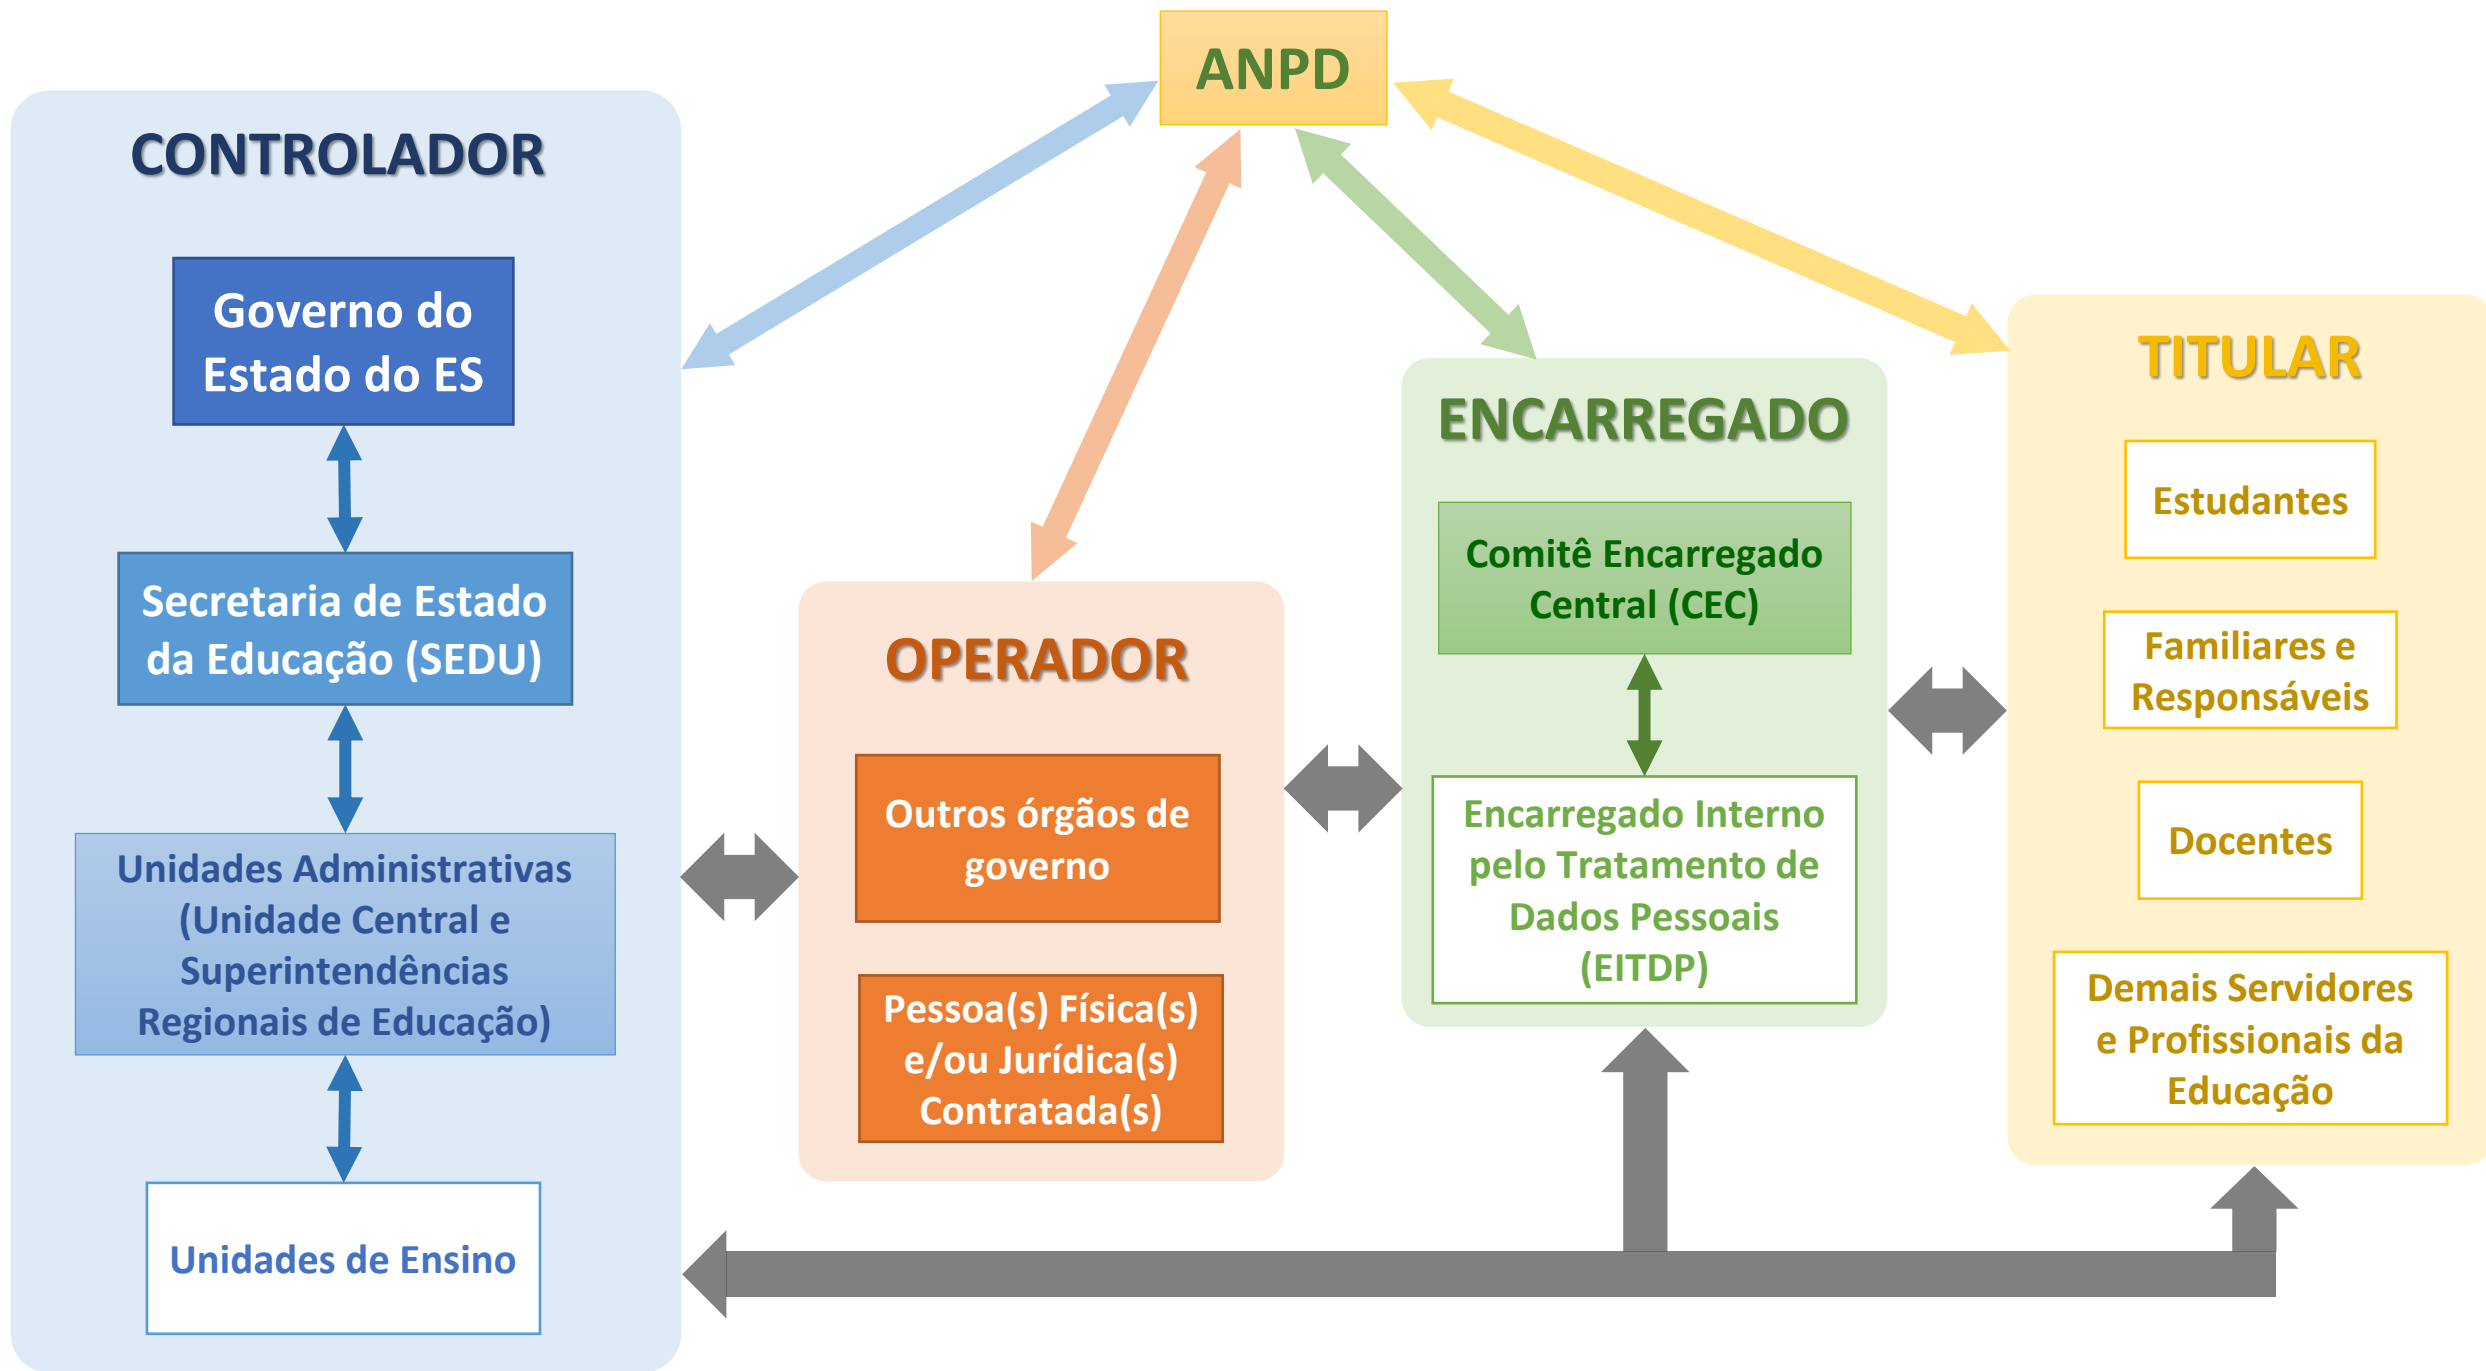 ANPD
CONTROLADOR
Governo do
Estado do ES
Secretaria de Estado
da Educação (SEDU)
Unidades Administrativas
(Unidade Central e
Superintendências
Regionais de Educação)
Unidades de Ensino
OPERADOR
Outros órgãos de
governo
Pessoa(s) Física(s)
e/ou Jurídica(s)
Contratada(s)
ENCARREGADO
Comitê Encarregado
Central (CEC)
Encarregado Interno
pelo Tratamento de
Dados Pessoais
(EITDP)
TITULAR
Estudantes
Familiares e
Responsáveis
Docentes
Demais Servidores
e Profissionais da
Educação